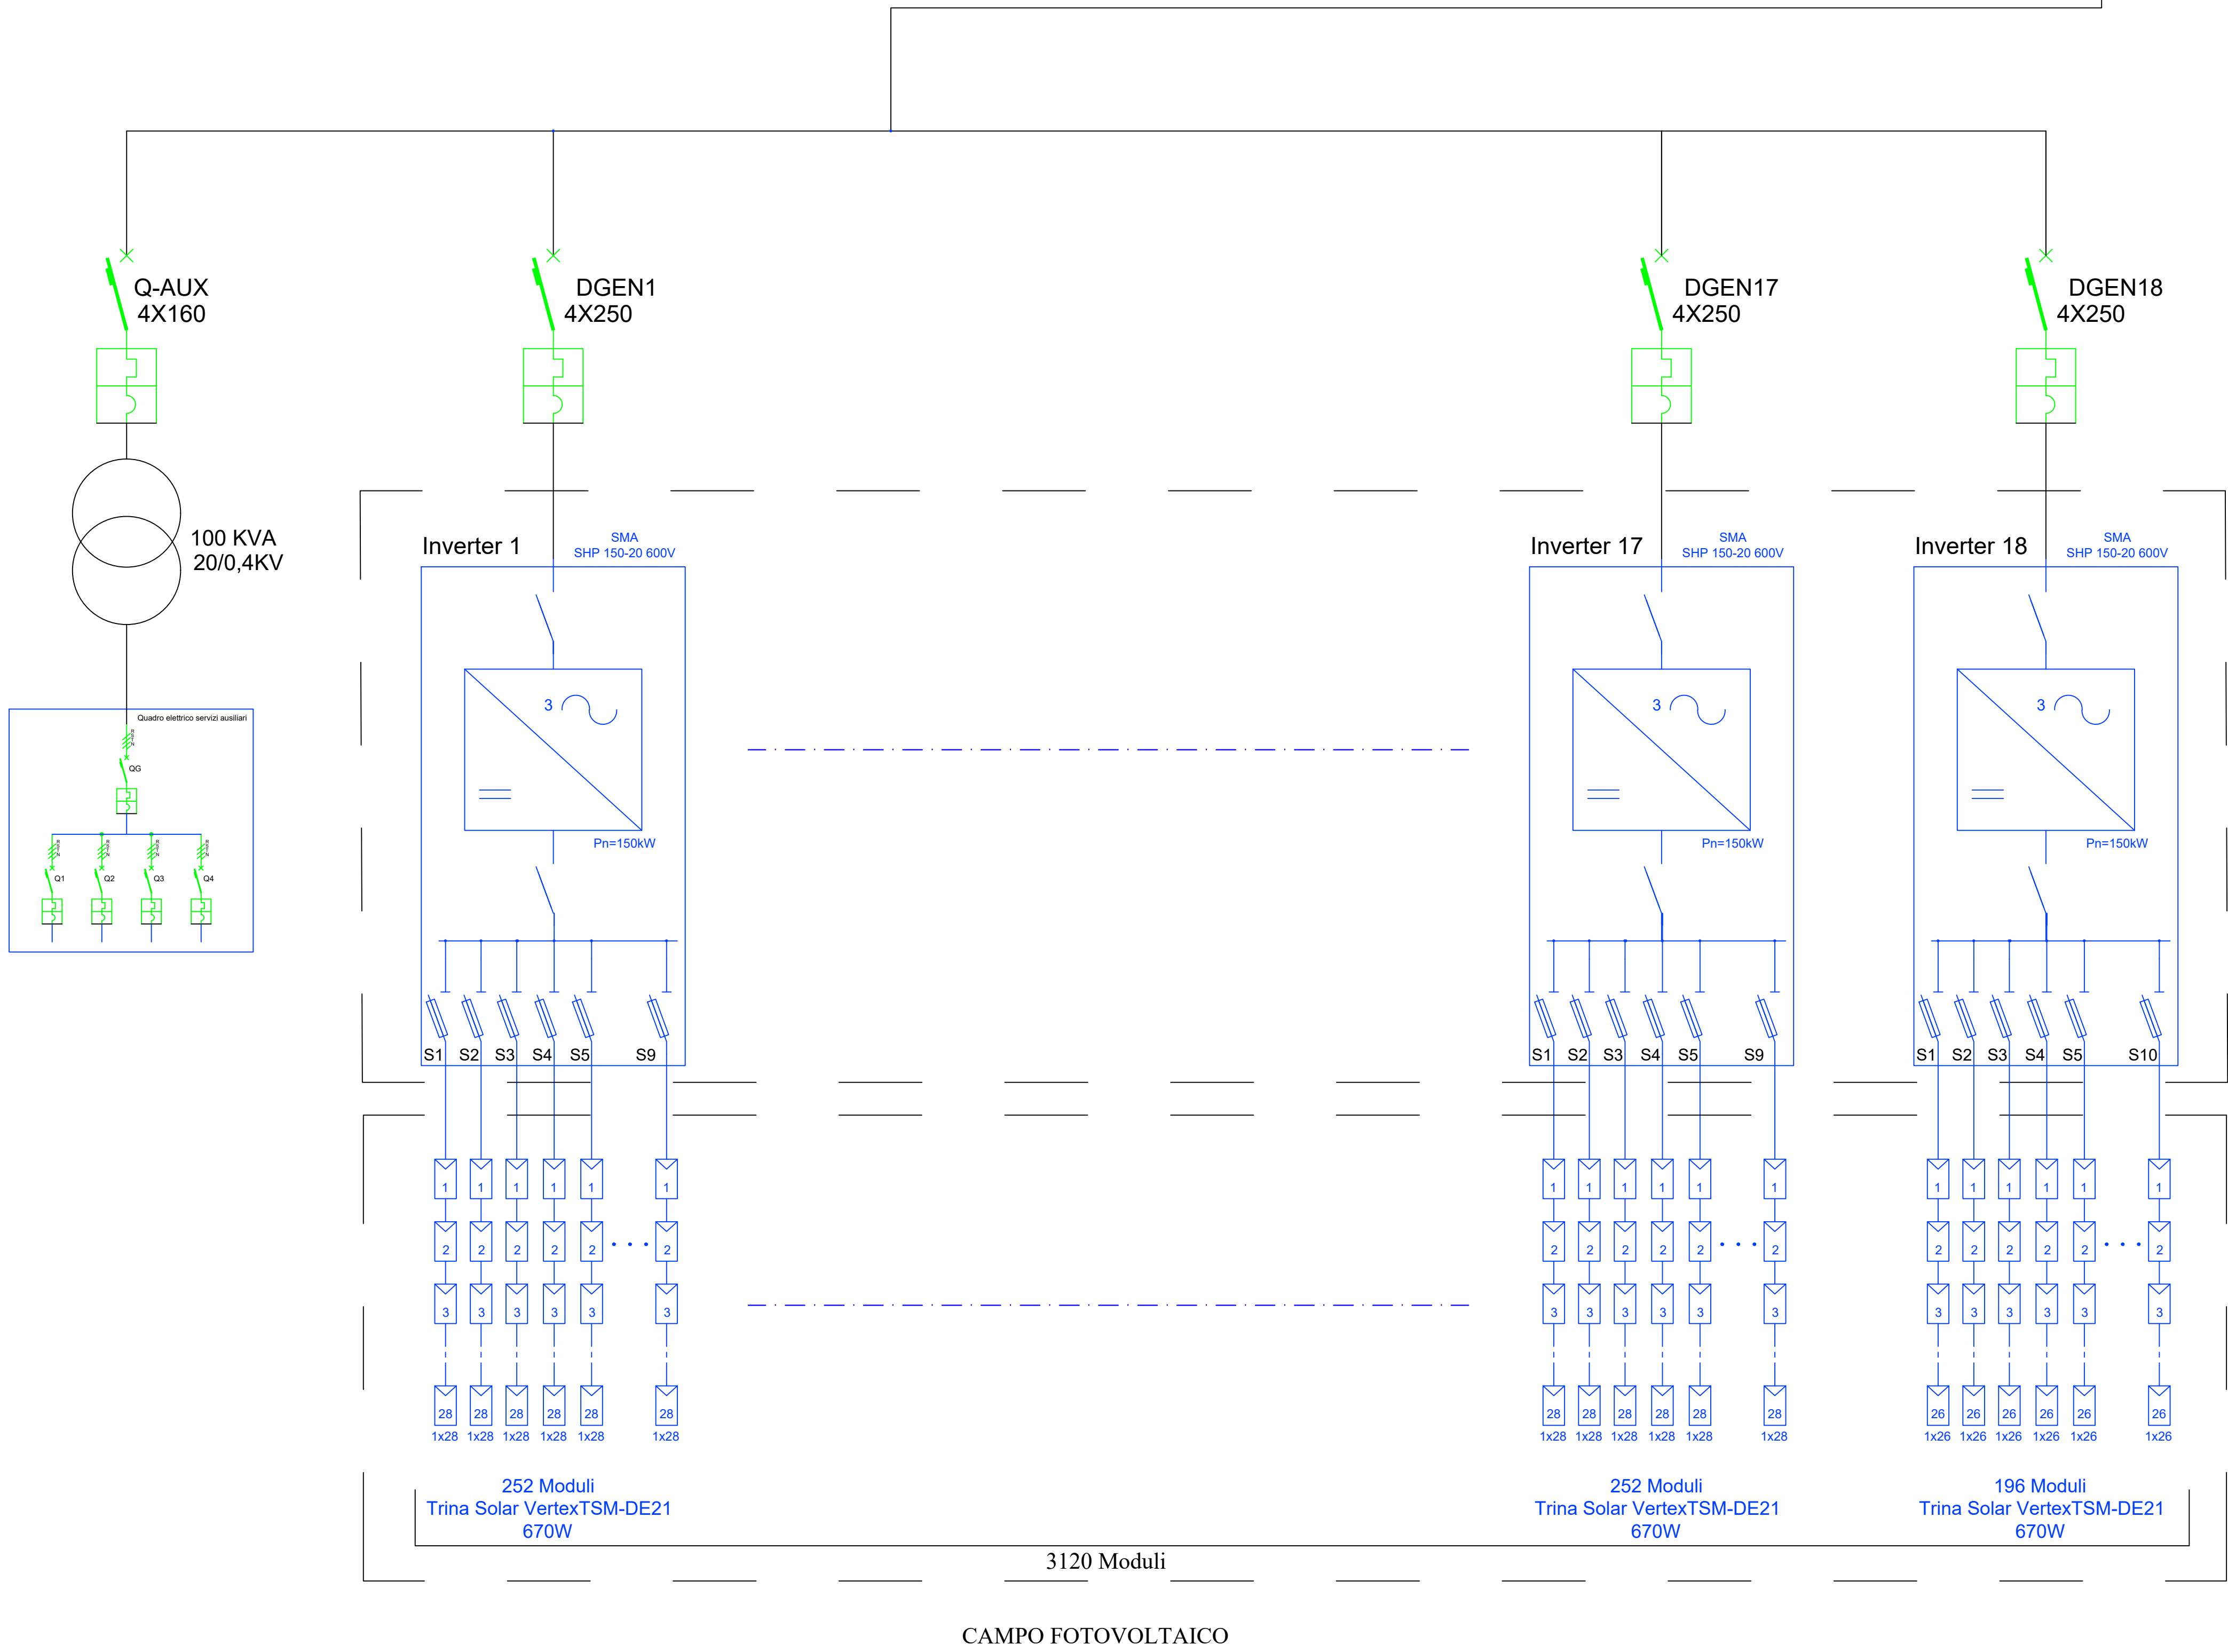 Q-AUX
4X160
DGEN1
4X250
DGEN17
4X250
DGEN18
4X250
100 KVA
20/0,4KV
Inverter 1
SMA
SHP 150-20 600V
Inverter 17
SMA
SHP 150-20 600V
Inverter 18
SMA
SHP 150-20 600V
Quadro elettrico servizi ausiliari
QG
Q1 Q2 Q3 Q4
3
3
3
Pn=150kW
Pn=150kW
Pn=150kW
S1 S2 S3 S4 S5 S9
S1 S2 S3 S4 S5 S9
S1 S2 S3 S4 S5 S10
1 1 1 1 1 1
1 1 1 1 1 1
1 1 1 1 1 1
2 2 2 2 2 2
2 2 2 2 2 2
2 2 2 2 2 2
3 3 3 3 3 3
3 3 3 3 3 3
3 3 3 3 3 3
28 28 28 28 28 28
28 28 28 28 28 28
26 26 26 26 26 26
1x28 1x28 1x28 1x28 1x28 1x28
1x28 1x28 1x28 1x28 1x28 1x28
1x26 1x26 1x26 1x26 1x26 1x26
252 Moduli
Trina Solar VertexTSM-DE21
670W
252 Moduli
Trina Solar VertexTSM-DE21
670W
196 Moduli
Trina Solar VertexTSM-DE21
670W
3120 Moduli
CAMPO FOTOVOLTAICO